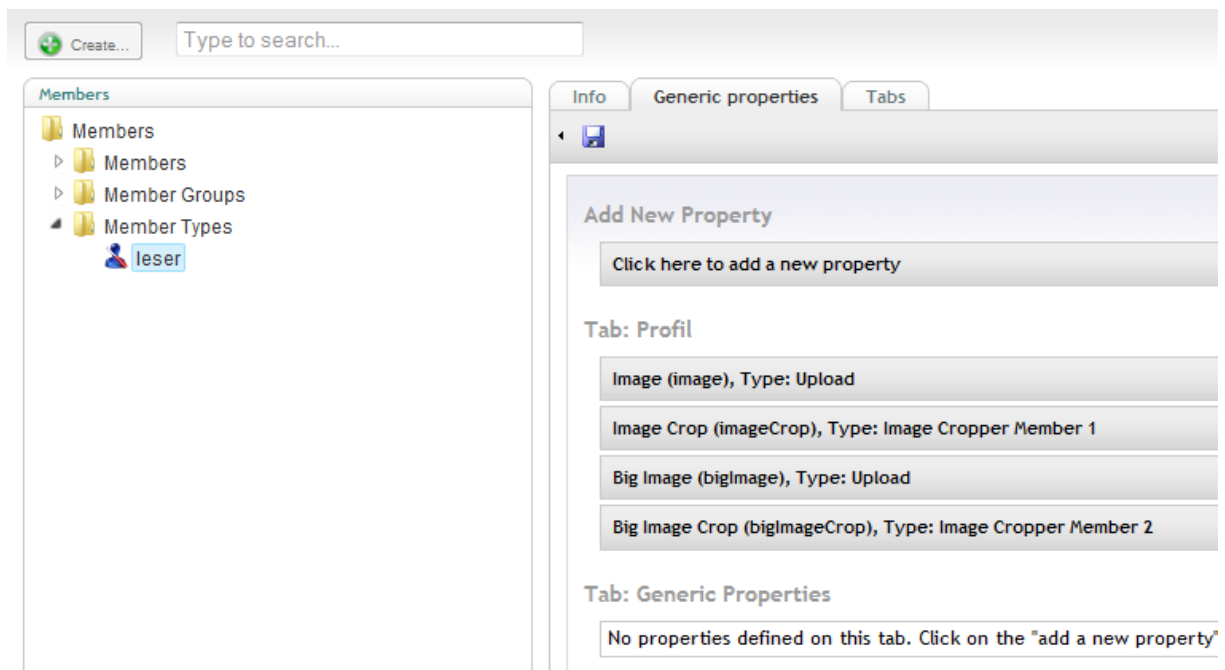 Create...
Type to search...
Members
Members
Members
Member Groups
Member Types
leser
Info
Generic properties
Tabs
Add New Property
Click here to add a new property
Tab: Profil
Image (image), Type: Upload
Image Crop (imageCrop), Type: Image Cropper Member 1
Big Image (bigImage), Type: Upload
Big Image Crop (bigImageCrop), Type: Image Cropper Member 2
Tab: Generic Properties
No properties defined on this tab. Click on the "add a new property"